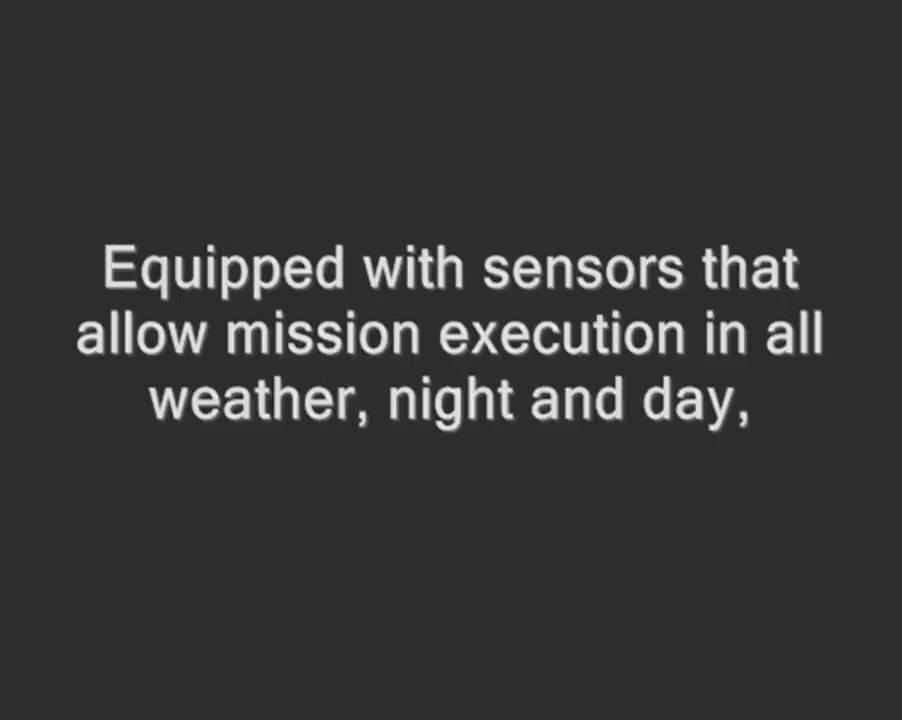 Equipped with sensors that
allow mission execution in all
weather, night and day,